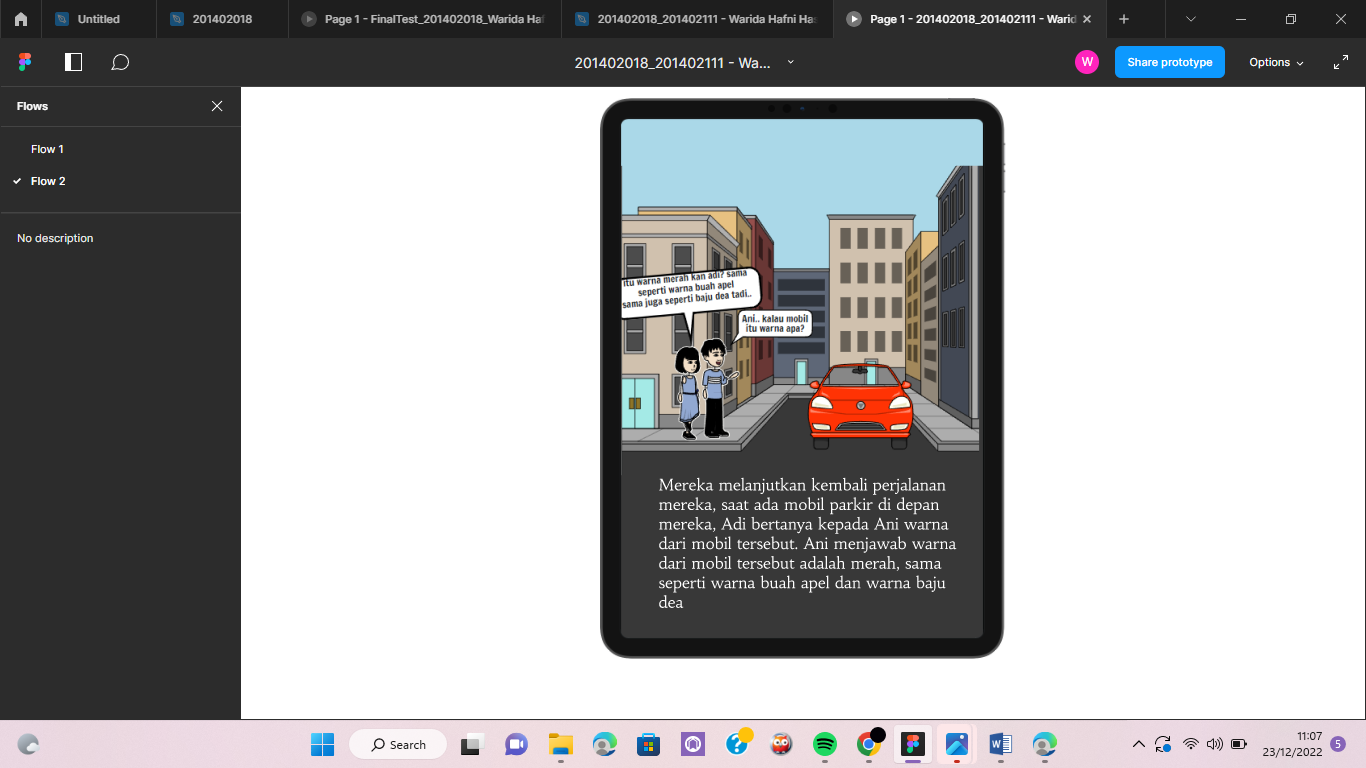 Untitled
201402018
Page 1 - FinalTest_201402018_Warida Haf
201402018_201402111 - Warida Hafni Has
Page 1 - 201402018_201402111 - Warid
201402018_201402111 - Wa...
W
Share prototype
Options
Flows
Flow 1
Flow 2
No description
itu warna merah kan adi? sama
seperti warna buah apel
sama juga seperti baju dea tadi..
Ani.. kalau mobil
itu warna apa?
Mereka melanjutkan kembali perjalanan
mereka, saat ada mobil parkir di depan
mereka, Adi bertanya kepada Ani warna
dari mobil tersebut. Ani menjawab warna
dari mobil tersebut adalah merah, sama
seperti warna buah apel dan warna baju
dea
Search
11:07
23/12/2022
5